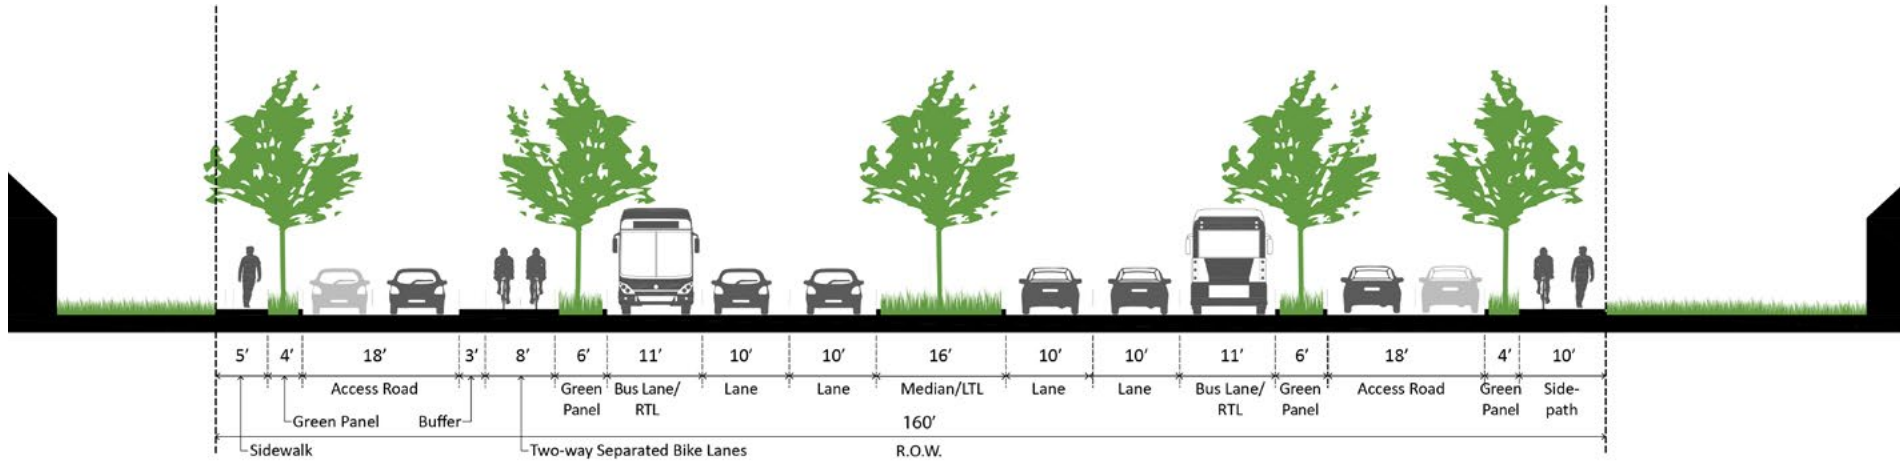 5' 4' 18' 3' 8' 6' 11' 10' 10' 16' 10' 10' 11' 6' 18' 4' 10'
Access Road Green Bus Lane/ Lane Lane Median/LTL Lane Lane Bus Lane/ Green Access Road Green Side-
Panel RTL RTL Panel Panel path
Green Panel Buffer 160'
Sidewalk Two-way Separated Bike Lanes R.O.W.